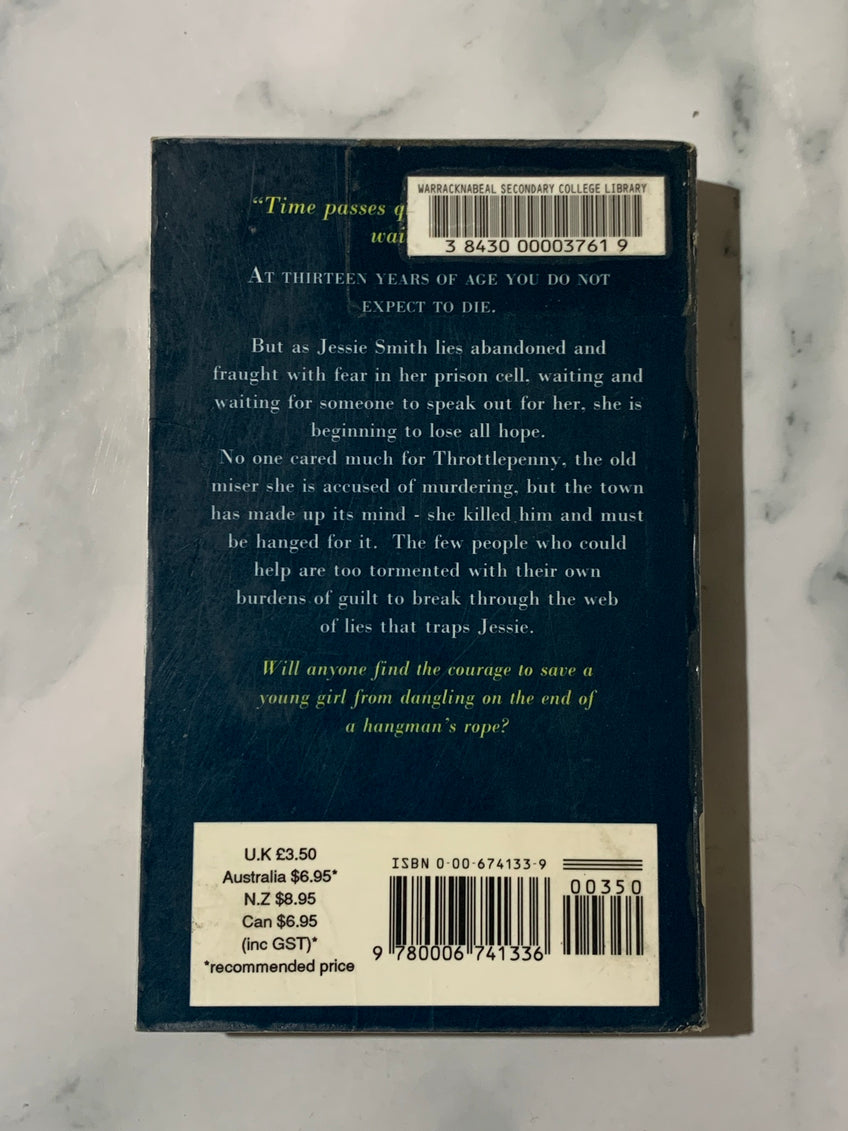 WARRACKNABEAL SECONDARY COLLEGE LIBRARY
3 8430 00003761 9
“Time passes
wai
AT THIRTEEN YEARS OF AGE YOU DO NOT
EXPECT TO DIE.
But as Jessie Smith lies abandoned and
fraught with fear in her prison cell, waiting and
waiting for someone to speak out for her, she is
beginning to lose all hope.
No one cared much for Throttlepenny, the old
miser she is accused of murdering, but the town
has made up its mind - she killed him and must
be hanged for it. The few people who could
help are too tormented with their own
burdens of guilt to break through the web
of lies that traps Jessie.
Will anyone find the courage to save a
young girl from dangling on the end of
a hangman's rope?
U.K £3.50
Australia $6.95*
N.Z $8.95
Can $6.95
(inc GST)*
*recommended price
ISBN 0-00-674133-9
00350
9 780006 741336